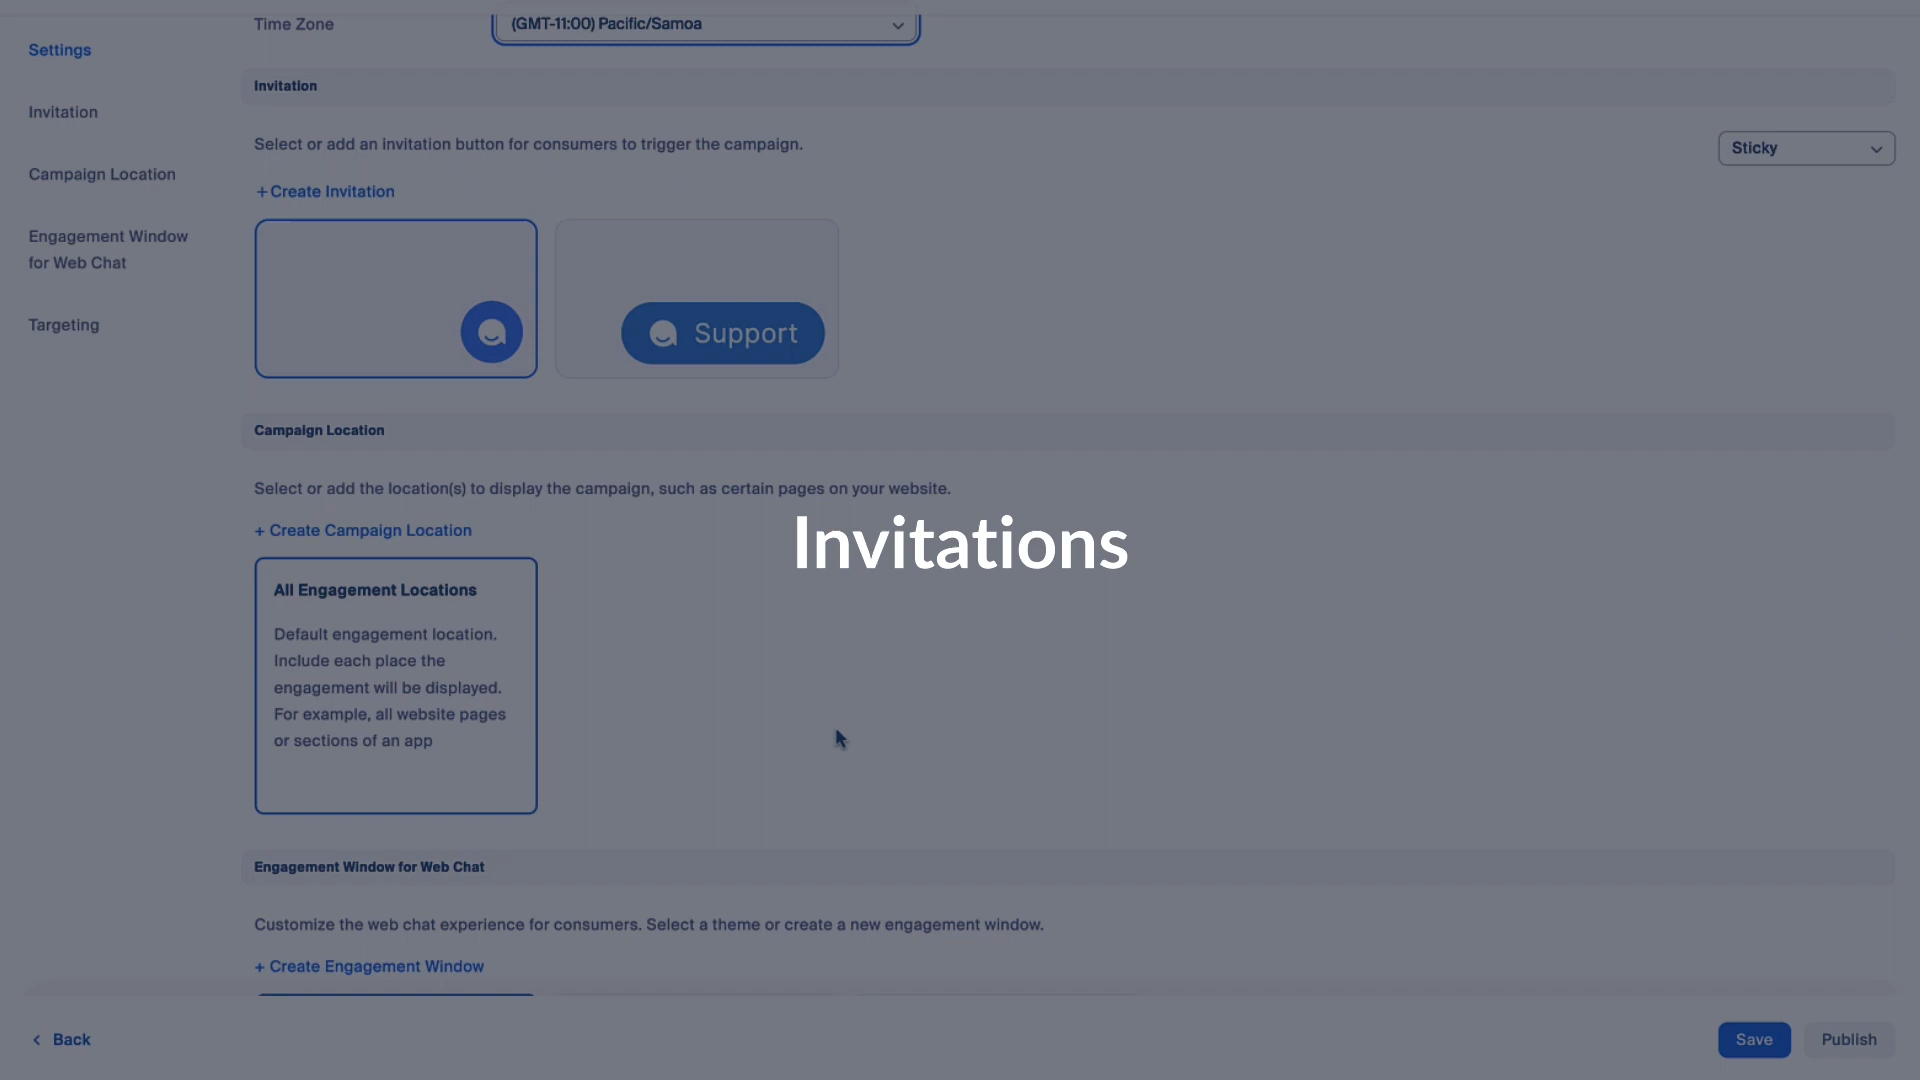 Time Zone
(GMT-11:00) Pacific/Samoa
Settings
Invitation
Campaign Location
Engagement Window
for Web Chat
Targeting
Invitation
Select or add an invitation button for consumers to trigger the campaign.
Sticky
+Create Invitation
Support
Campaign Location
Select or add the location(s) to display the campaign, such as certain pages on your website.
+ Create Campaign Location
Invitations
All Engagement Locations
Default engagement location.
Include each place the
engagement will be displayed.
For example, all website pages
or sections of an app
Engagement Window for Web Chat
Customize the web chat experience for consumers. Select a theme or create a new engagement window.
+ Create Engagement Window
Back
Save
Publish